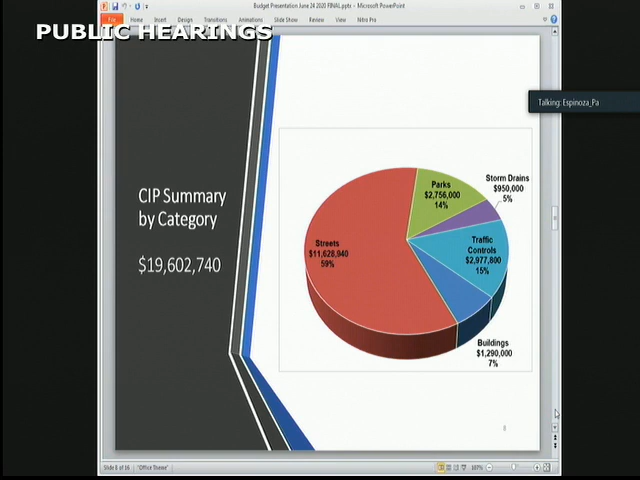 Budget Presentation June 24 2020 FINAL.pptx - Microsoft PowerPoint
File Home Insert Design Transitions Animations Slide Show Review View Nitro Pro
PUBLIC HEARINGS
Talking: Espinoza_Pa
CIP Summary
by Category
$19,602,740
Parks
$2,756,000
14%
Storm Drains
$950,000
5%
Traffic
Controls
$2,977,800
15%
Streets
$11,628,940
59%
Buildings
$1,290,000
7%
8
Slide 8 of 16 "Office Theme" 107%